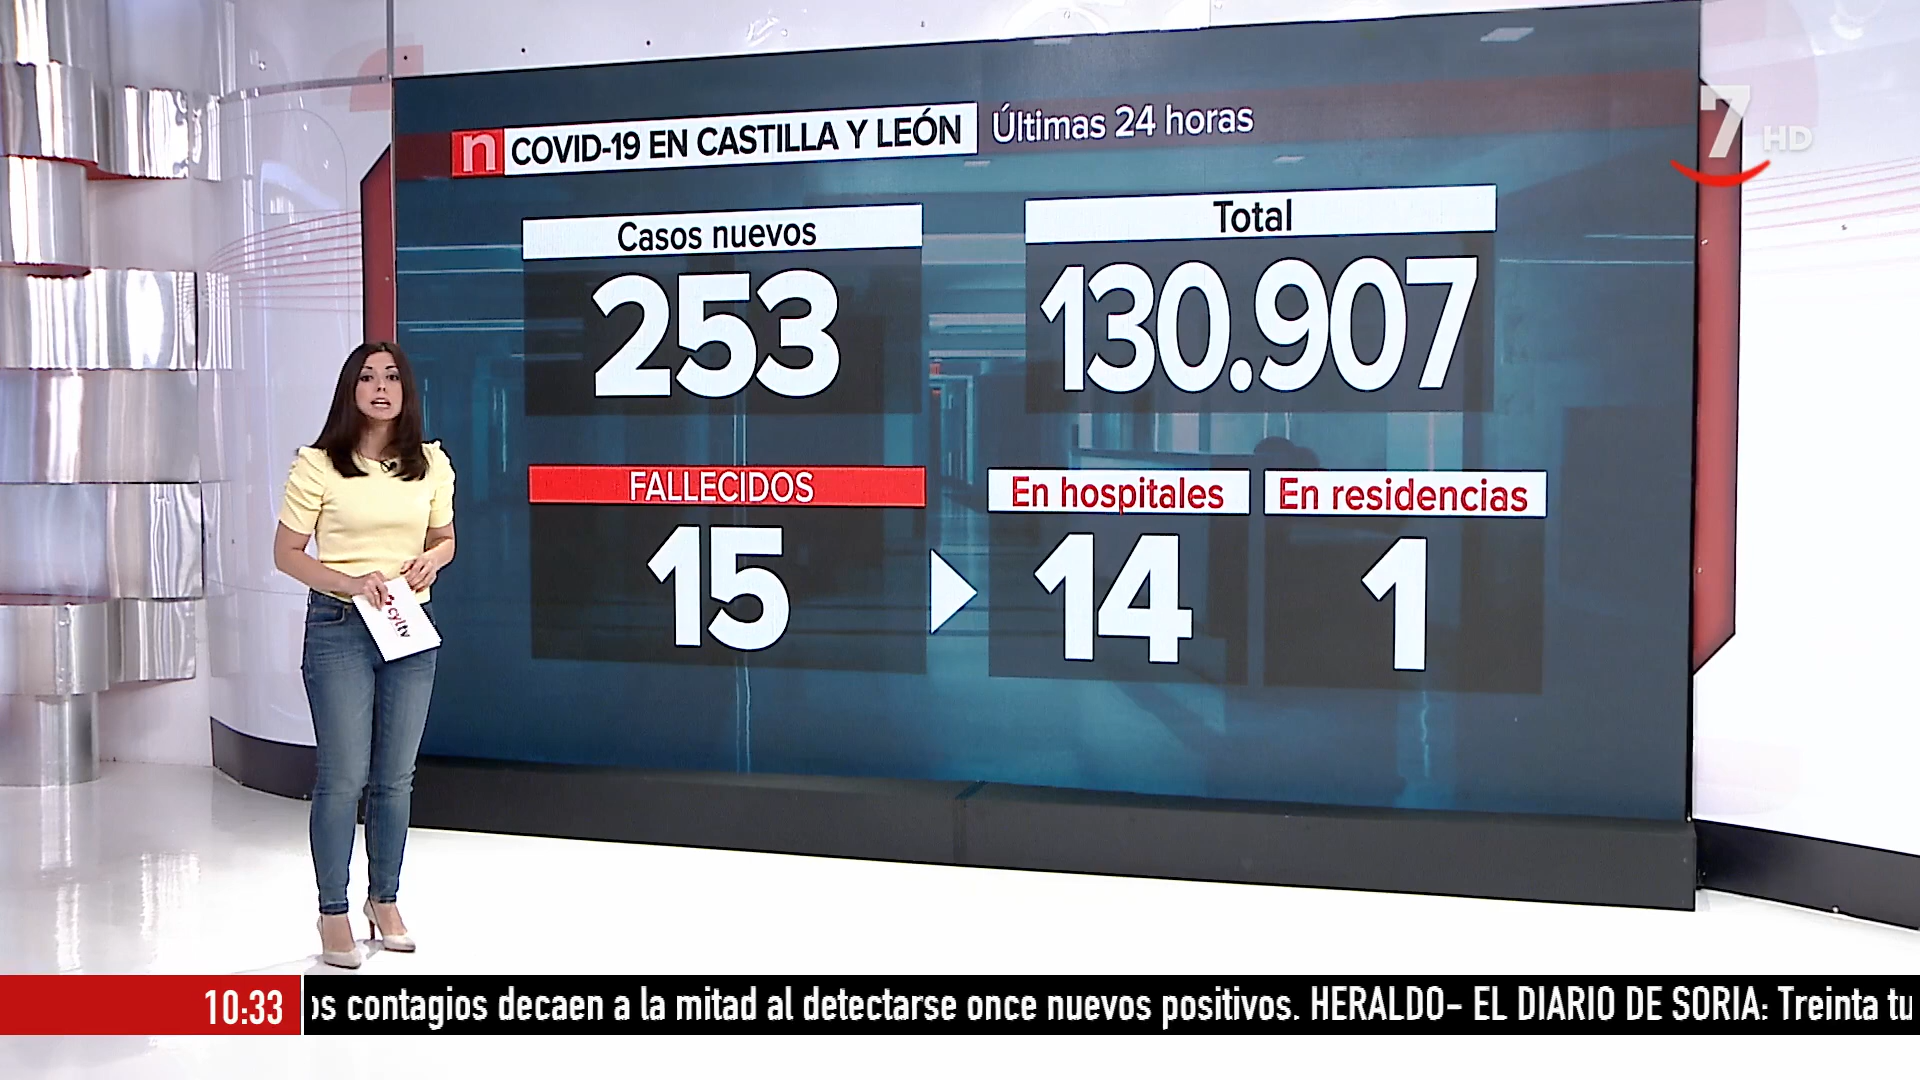 n COVID-19 EN CASTILLA Y LEÓN Últimas 24 horas
7 HD
Casos nuevos
253
Total
130.907
FALLECIDOS
15
En hospitales
14
En residencias
1
cyltv
10:33
contagios decaen a la mitad al detectarse once nuevos positivos. HERALDO- EL DIARIO DE SORIA: Treinta